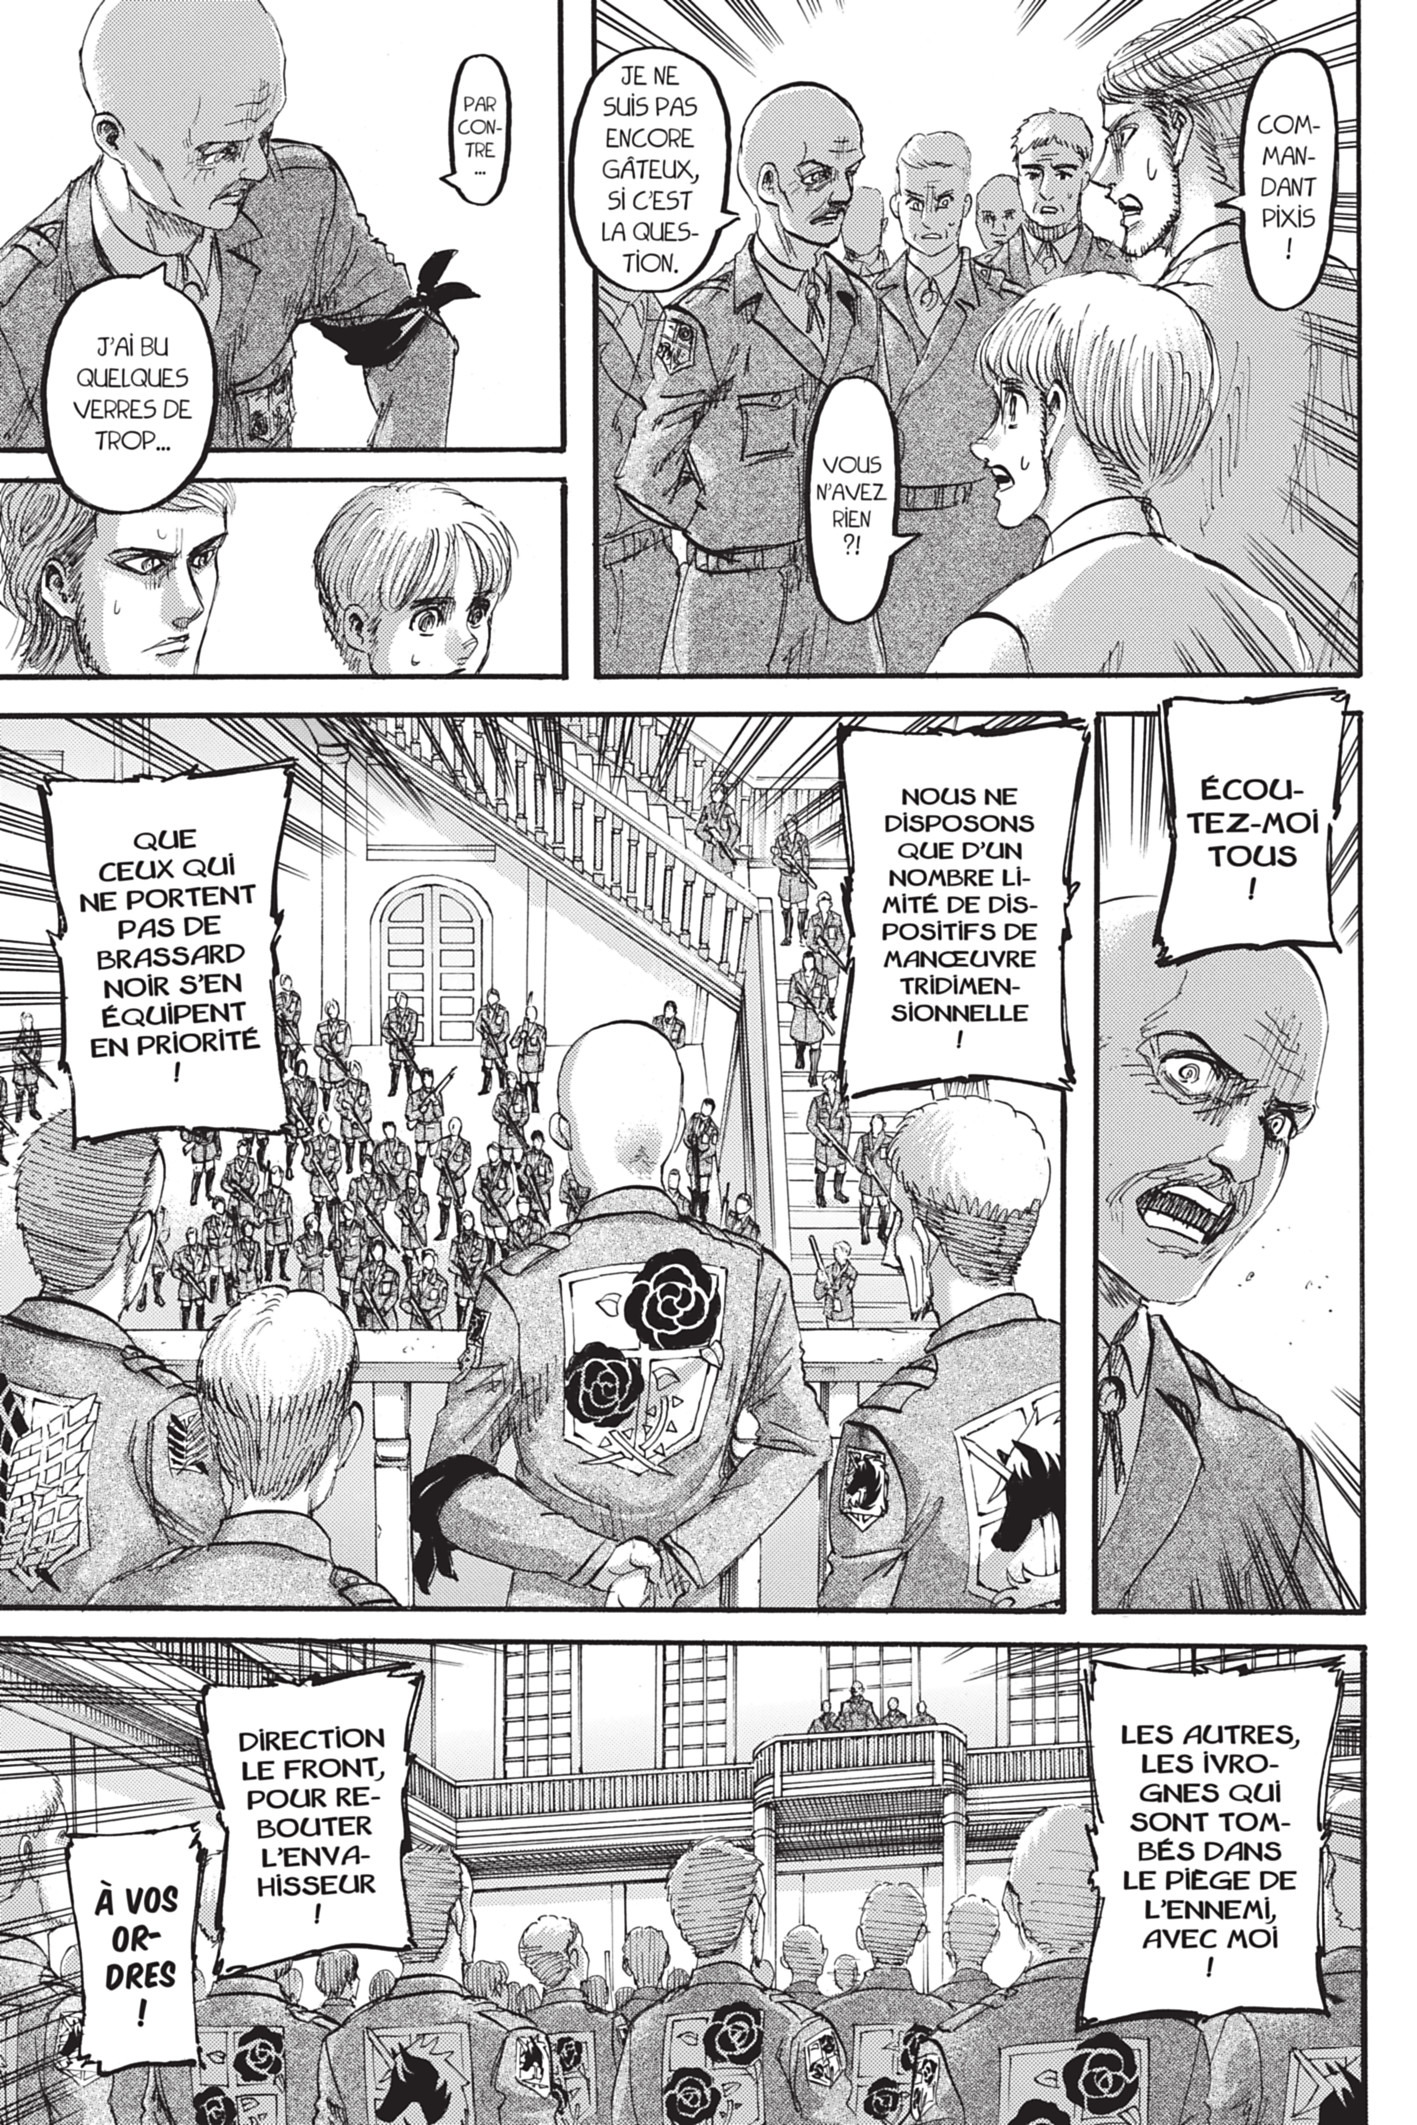 COM-
MAN-
DANT
PIXIS
!
JE NE
SUIS PAS
ENCORE
GÂTEUX,
SI C'EST
LA QUES-
TION.
VOUS
N'AVEZ
RIEN
?!
PAR
CON-
TRE
...
J'AI BU
QUELQUES
VERRES DE
TROP...
ÉCOU-
TEZ-MOI
TOUS
!
NOUS NE
DISPOSONS
QUE D'UN
NOMBRE LI-
MITÉ DE DIS-
POSITIFS DE
MANŒUVRE
TRIDIMEN-
SIONNELLE
!
QUE
CEUX QUI
NE PORTENT
PAS DE
BRASSARD
NOIR S'EN
ÉQUIPENT
EN PRIORITÉ
!
LES AUTRES,
LES IVRO-
GNES QUI
SONT TOM-
BÉS DANS
LE PIÈGE DE
L'ENNEMI,
AVEC MOI
!
DIRECTION
LE FRONT,
POUR RE-
BOUTER
L'ENVA-
HISSEUR
!
À VOS
OR-
DRES
!